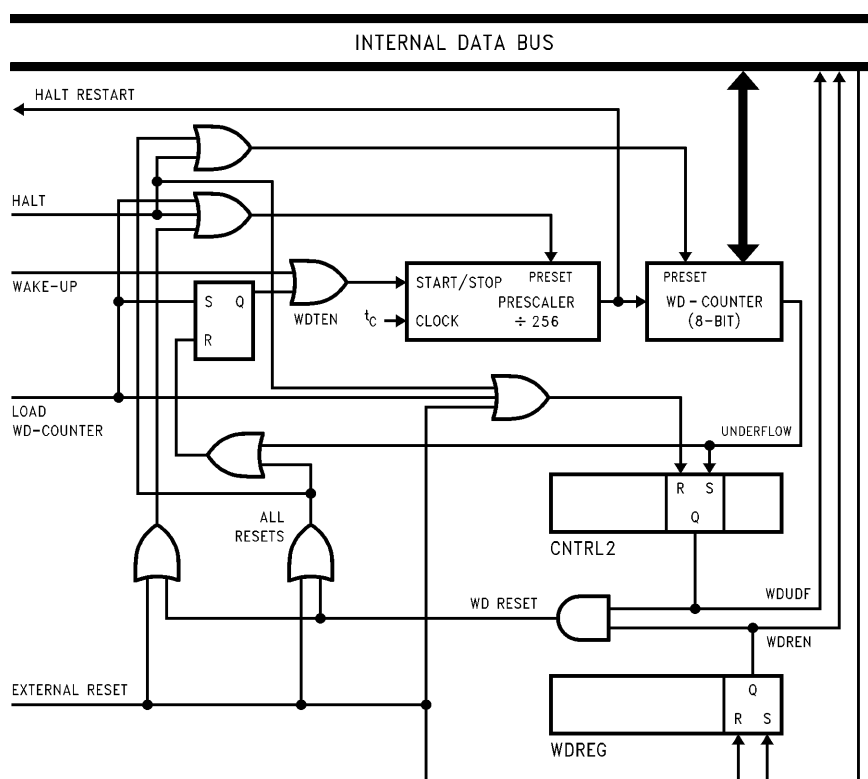 INTERNAL DATA BUS
HALT RESTART
HALT
WAKE-UP
S Q
R
WDTEN
START/STOP PRESET
PRESCALER
÷ 256
tC
CLOCK
PRESET
WD-COUNTER
(8-BIT)
LOAD
WD-COUNTER
UNDERFLOW
R S
Q
CNTRL2
ALL
RESETS
WD RESET
WDUDF
WDREN
EXTERNAL RESET
Q
R S
WDREG